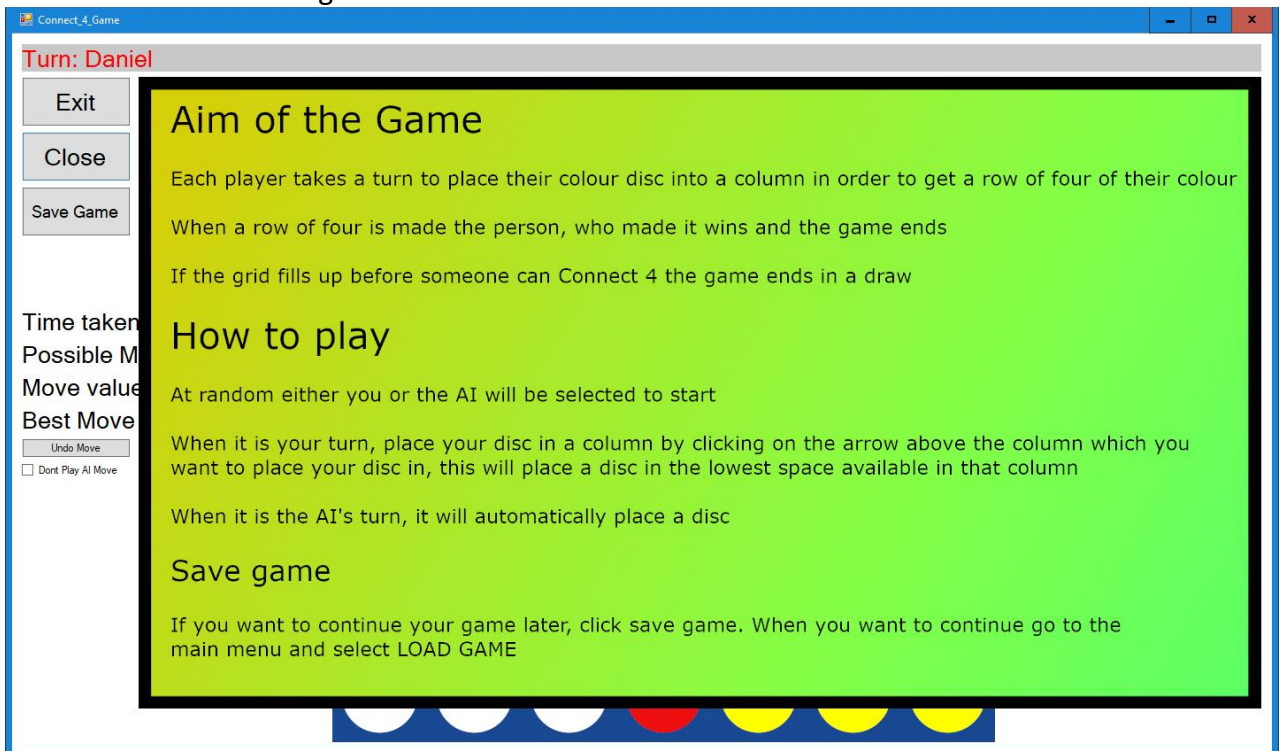 Connect_4_Game
Turn: Daniel
Exit
Close
Save Game
Time taken
Possible M
Move value
Best Move
Undo Move
Dont Play AI Move
Aim of the Game
Each player takes a turn to place their colour disc into a column in order to get a row of four of their colour
When a row of four is made the person, who made it wins and the game ends
If the grid fills up before someone can Connect 4 the game ends in a draw
How to play
At random either you or the AI will be selected to start
When it is your turn, place your disc in a column by clicking on the arrow above the column which you
want to place your disc in, this will place a disc in the lowest space available in that column
When it is the AI's turn, it will automatically place a disc
Save game
If you want to continue your game later, click save game. When you want to continue go to the
main menu and select LOAD GAME